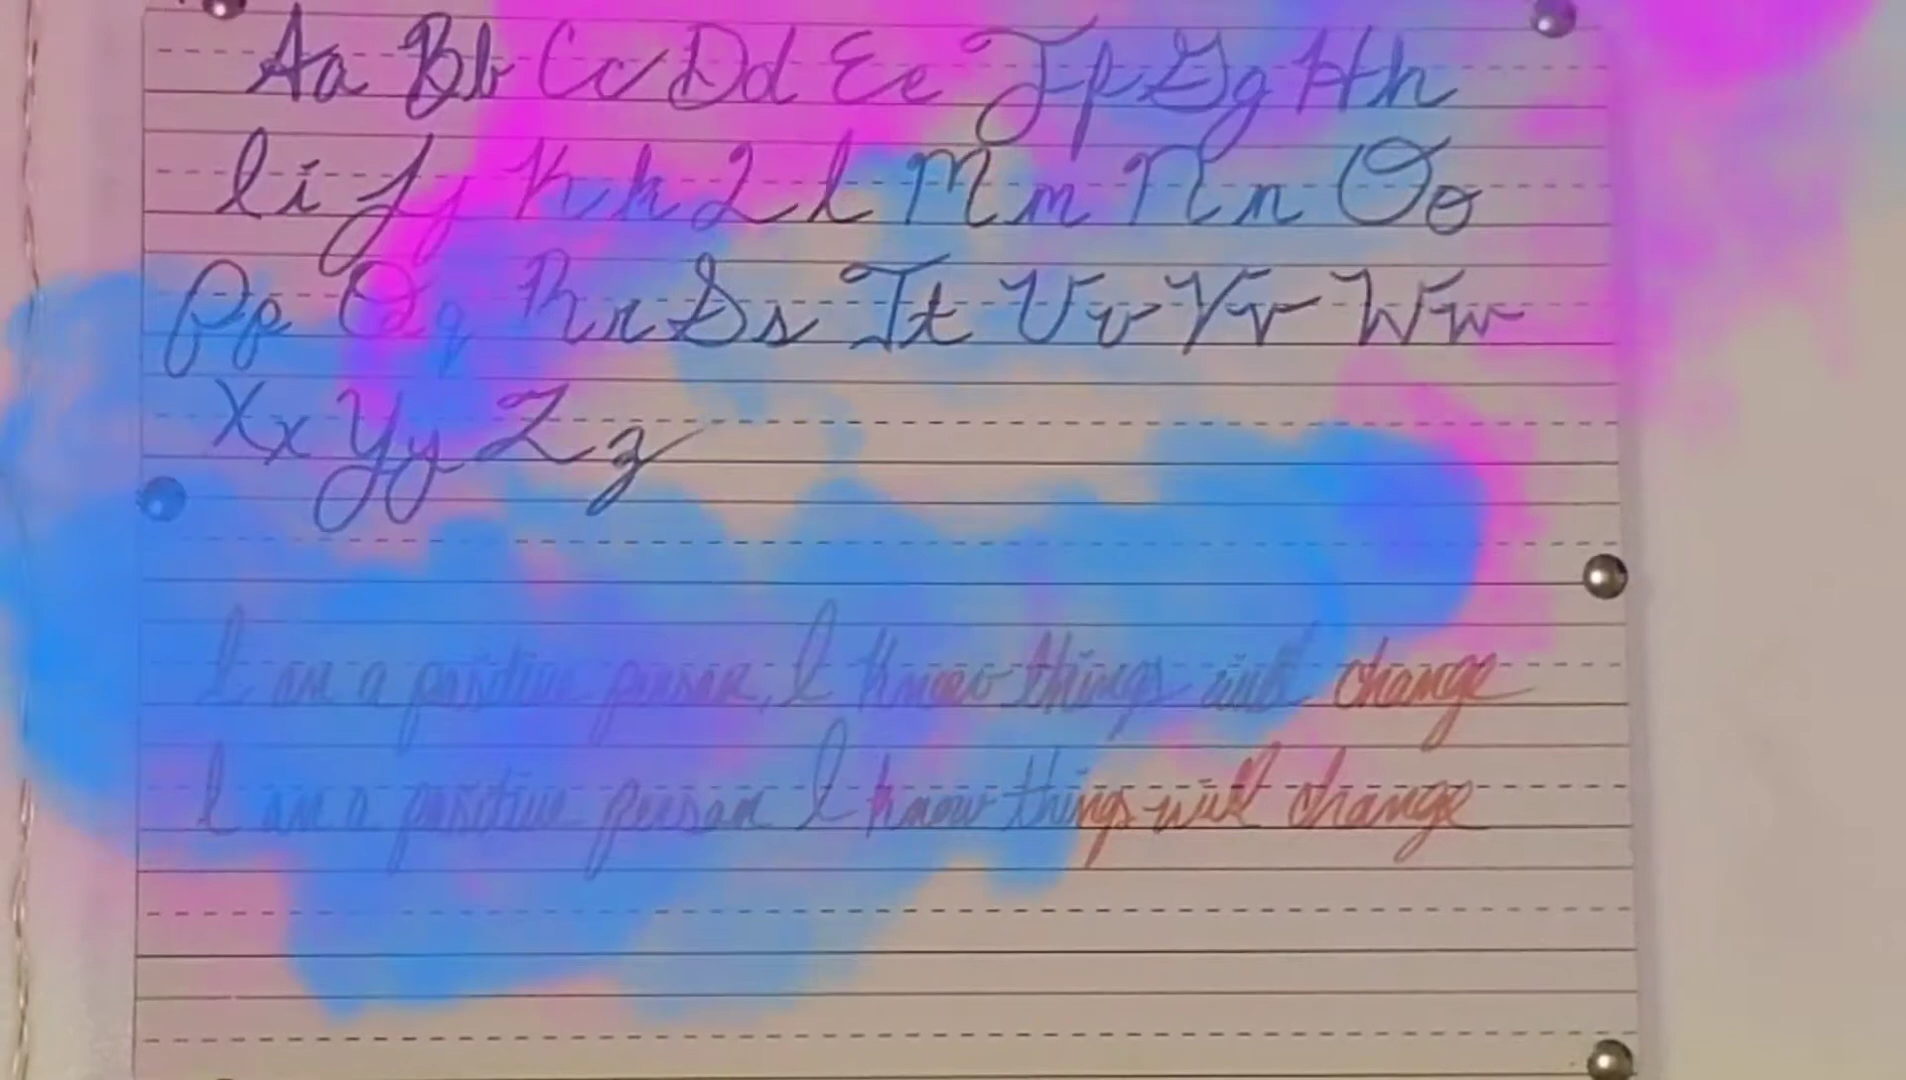 Aa Bb Cc Dd Ee Ff Gg Hh
Ii Jj Kk Ll Mm Nn Oo
Pp Qq Rr Ss Tt Uu Vv Ww
Xx Yy Zz
I am a positive person, I know things will change
I am a positive person I know things will change